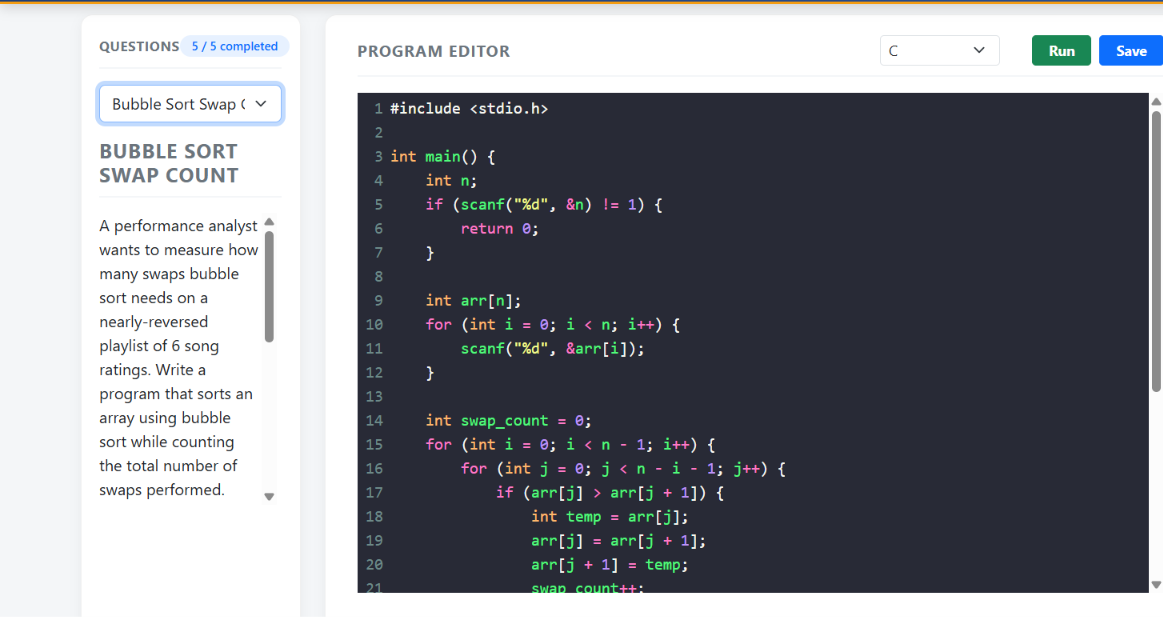 QUESTIONS
5 / 5 completed
Bubble Sort Swap C
BUBBLE SORT
SWAP COUNT
A performance analyst
wants to measure how
many swaps bubble
sort needs on a
nearly-reversed
playlist of 6 song
ratings. Write a
program that sorts an
array using bubble
sort while counting
the total number of
swaps performed.
PROGRAM EDITOR
C
Run
Save
1 #include <stdio.h>
2
3 int main() {
4     int n;
5     if (scanf("%d", &n) != 1) {
6         return 0;
7     }
8
9     int arr[n];
10     for (int i = 0; i < n; i++) {
11         scanf("%d", &arr[i]);
12     }
13
14     int swap_count = 0;
15     for (int i = 0; i < n - 1; i++) {
16         for (int j = 0; j < n - i - 1; j++) {
17             if (arr[j] > arr[j + 1]) {
18                 int temp = arr[j];
19                 arr[j] = arr[j + 1];
20                 arr[j + 1] = temp;
21                 swap_count++;